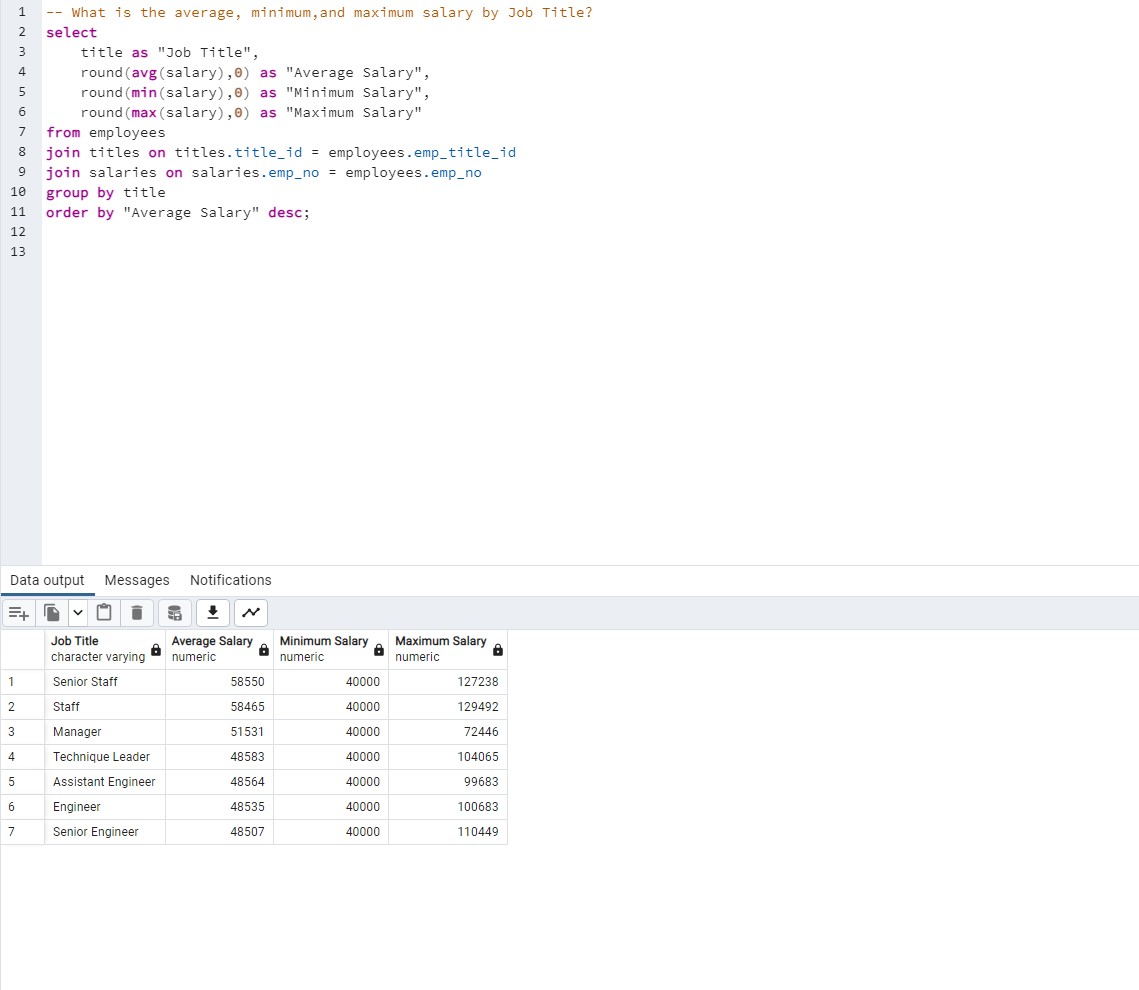 1 -- What is the average, minimum,and maximum salary by Job Title?
2 select
3 title as "Job Title",
4 round(avg(salary),0) as "Average Salary",
5 round(min(salary),0) as "Minimum Salary",
6 round(max(salary),0) as "Maximum Salary"
7 from employees
8 join titles on titles.title_id = employees.emp_title_id
9 join salaries on salaries.emp_no = employees.emp_no
10 group by title
11 order by "Average Salary" desc;
12
13
Data output Messages Notifications
Job Title Average Salary Minimum Salary Maximum Salary
character varying numeric numeric numeric
1 Senior Staff 58550 40000 127238
2 Staff 58465 40000 129492
3 Manager 51531 40000 72446
4 Technique Leader 48583 40000 104065
5 Assistant Engineer 48564 40000 99683
6 Engineer 48535 40000 100683
7 Senior Engineer 48507 40000 110449